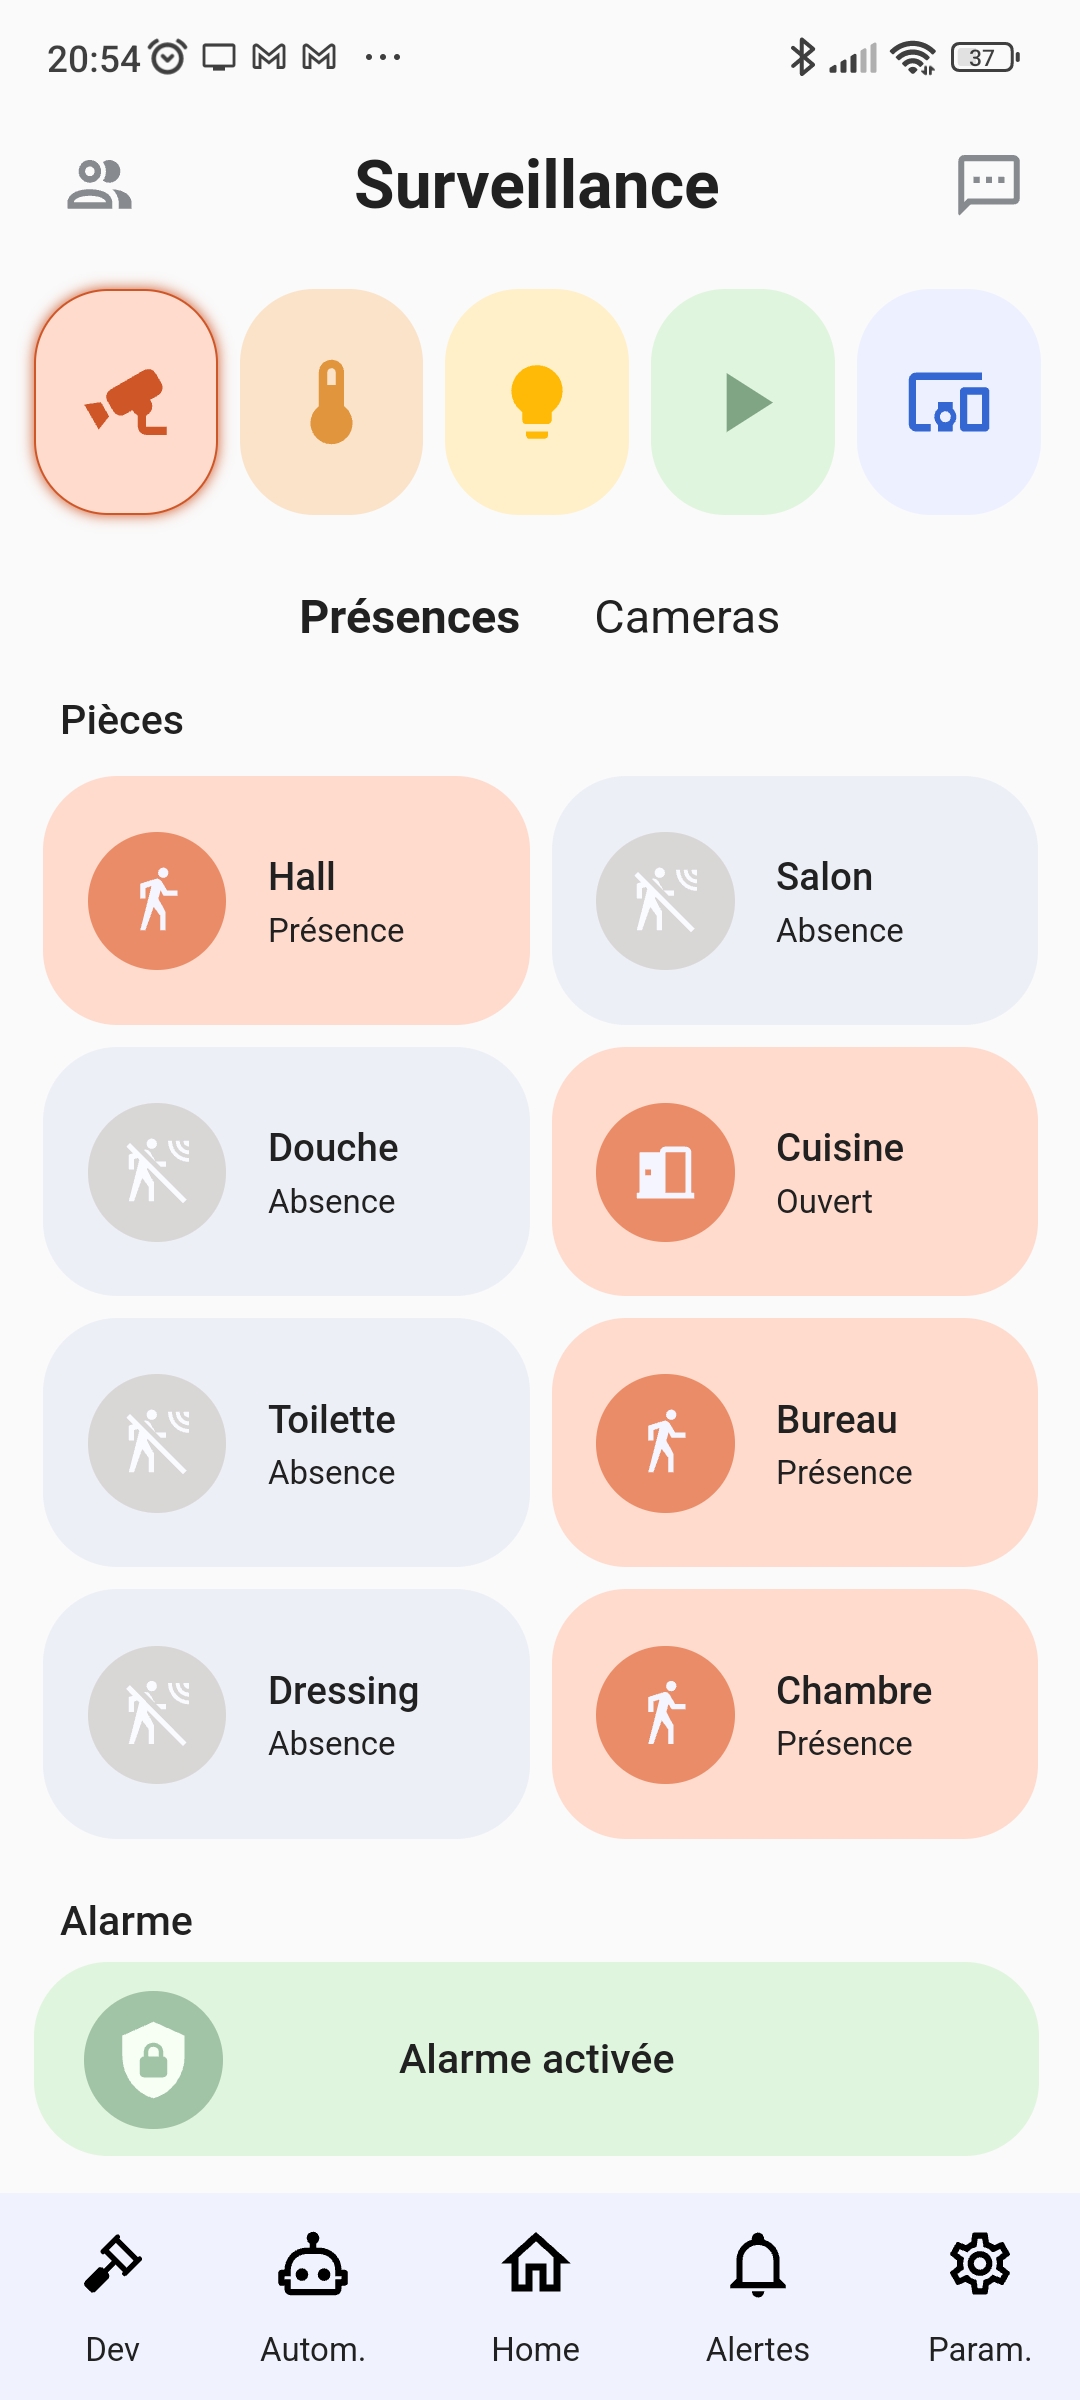 20:54 ... 37
Surveillance
Présences Cameras
Pièces
Hall
Présence
Salon
Absence
Douche
Absence
Cuisine
Ouvert
Toilette
Absence
Bureau
Présence
Dressing
Absence
Chambre
Présence
Alarme
Alarme activée
Dev Autom. Home Alertes Param.